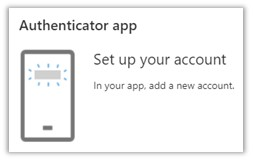 Authenticator app
Set up your account
In your app, add a new account.